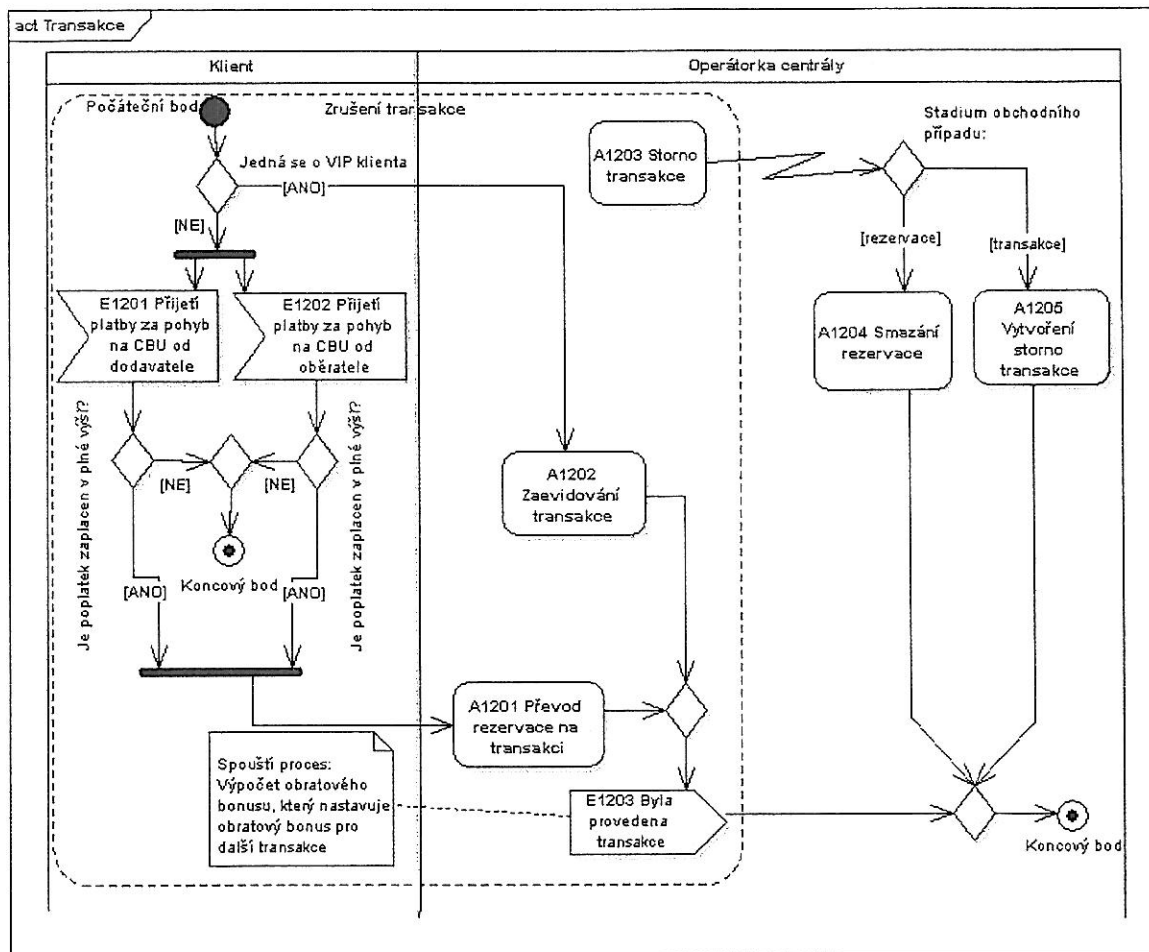 act Transakce
Klient
Operátorka centrály
Počáteční bod
Zrušení transakce
Jedná se o VIP klienta
[ANO]
[NE]
A1203 Storno
transakce
Stadium obchodního
případu:
[rezervace]
[transakce]
E1201 Přijetí
platby za pohyb
na CBU od
dodavatele
E1202 Přijetí
platby za pohyb
na CBU od
oběratele
A1204 Smazání
rezervace
A1205
Vytvoření
storno
transakce
Je poplatek zaplacen v plné výši?
[NE]
[NE]
Je poplatek zaplacen v plné výši?
Koncový bod
[ANO]
[ANO]
A1202
Zaevidování
transakce
A1201 Převod
rezervace na
transakci
Spouští proces:
Výpočet obratového
bonusu, který nastavuje
obratový bonus pro
další transakce
E1203 Byla
provedena
transakce
Koncový bod